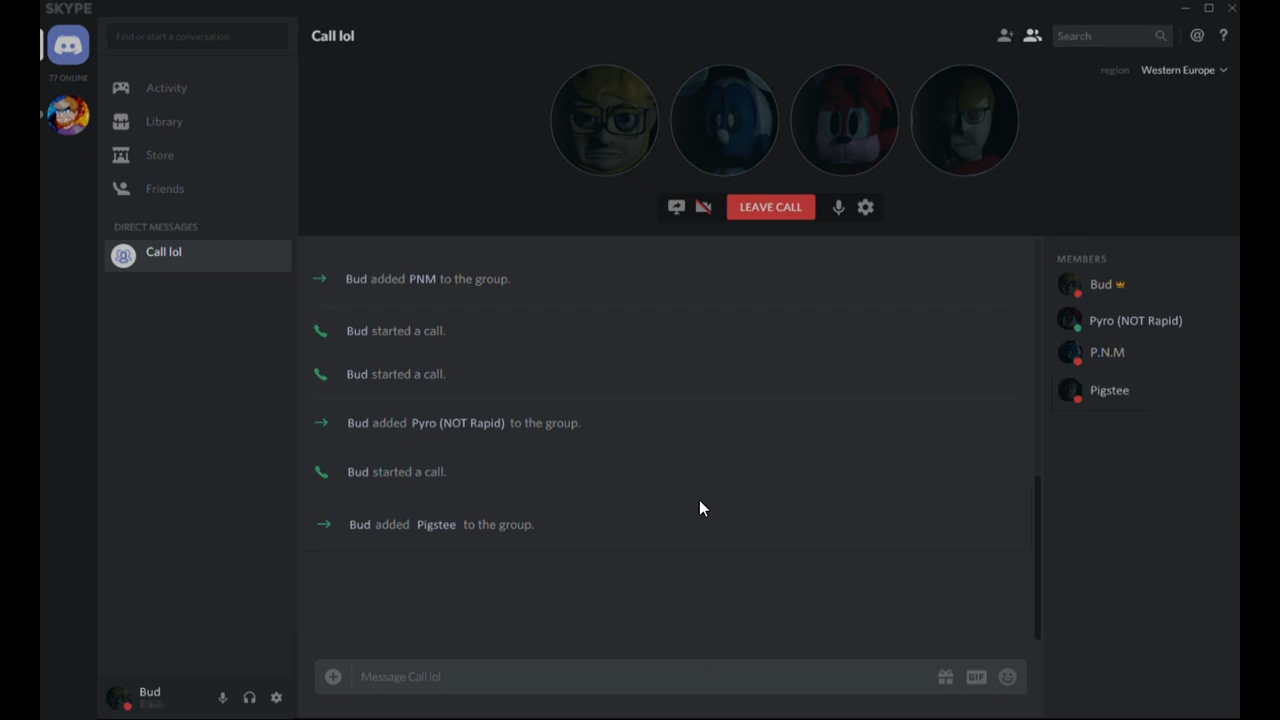 SKYPE
77 ONLINE
Find or start a conversation
Activity
Library
Store
Friends
DIRECT MESSAGES
Call lol
Bud
Call lol
Search
region Western Europe
LEAVE CALL
Bud added PNM to the group.
Bud started a call.
Bud started a call.
Bud added Pyro (NOT Rapid) to the group.
Bud started a call.
Bud added Pigstee to the group.
Message Call lol
GIF
MEMBERS
Bud
Pyro (NOT Rapid)
P.N.M
Pigstee